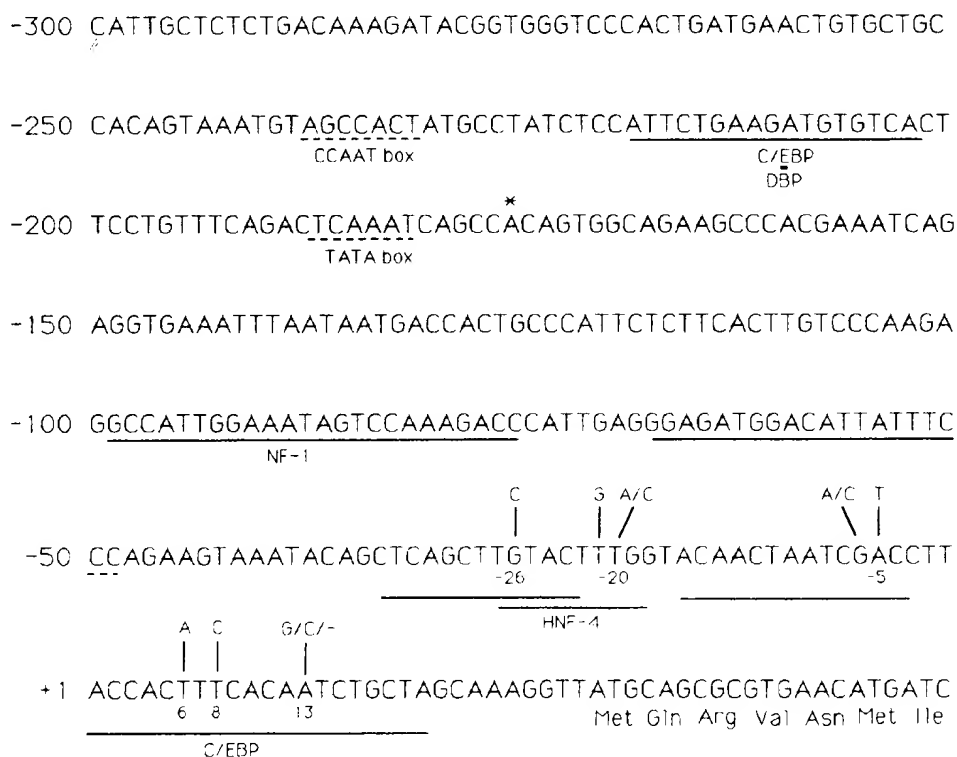 -300 CATTGCTCTCTGACAAAGATACGGTGGGTCCCACTGATGAACTGTGCTGC
-250 CACAGTAAATGTAGCCACTATGCCTATCTCCATTCTGAAGATGTGTCACT
CCAAT box
C/EBP
DBP
*
-200 TCCTGTTTCAGACTCAAATCAGCCACAGTGGCAGAAGCCCACGAAATCAG
TATA box
-150 AGGTGAAATTTAATAATGACCACTGCCCATTCTCTTCACTTGTCCCAAGA
-100 GGCCATTGGAAATAGTCCAAAGACCCATTGAGGGAGATGGACATTATTTC
NF-1
C G A/C A/C T
-50 CCAGAAGTAAATACAGCTCAGCTTGTACTTTGGTACAACTAATCGACCTT
-26 -20 -5
HNF-4
A C G/C/-
+1 ACCACTTTCACAATCTGCTAGCAAAGGTTATGCAGCGCGTGAACATGATC
6 8 13 Met Gln Arg Val Asn Met Ile
C/EBP